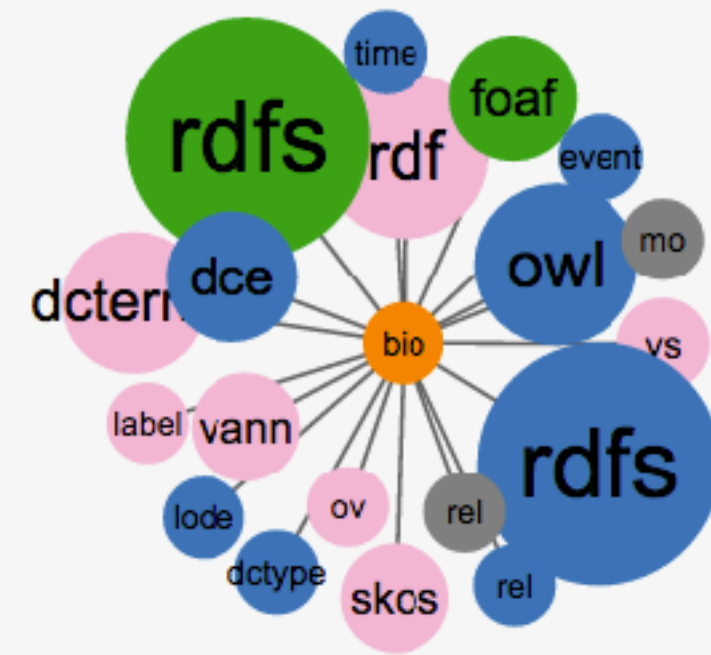 time
foaf
rdfs
rdf
event
mo
owl
dce
dctern
bio
vs
label
vann
rdfs
ov
rel
lode
dctype
skos
rel